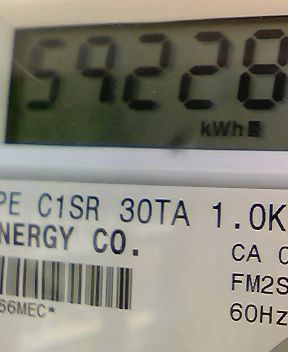 59228
kWh
PE C1SR 30TA 1.0K
NERGY CO.
CA C
FM2S
66MEC*
60Hz